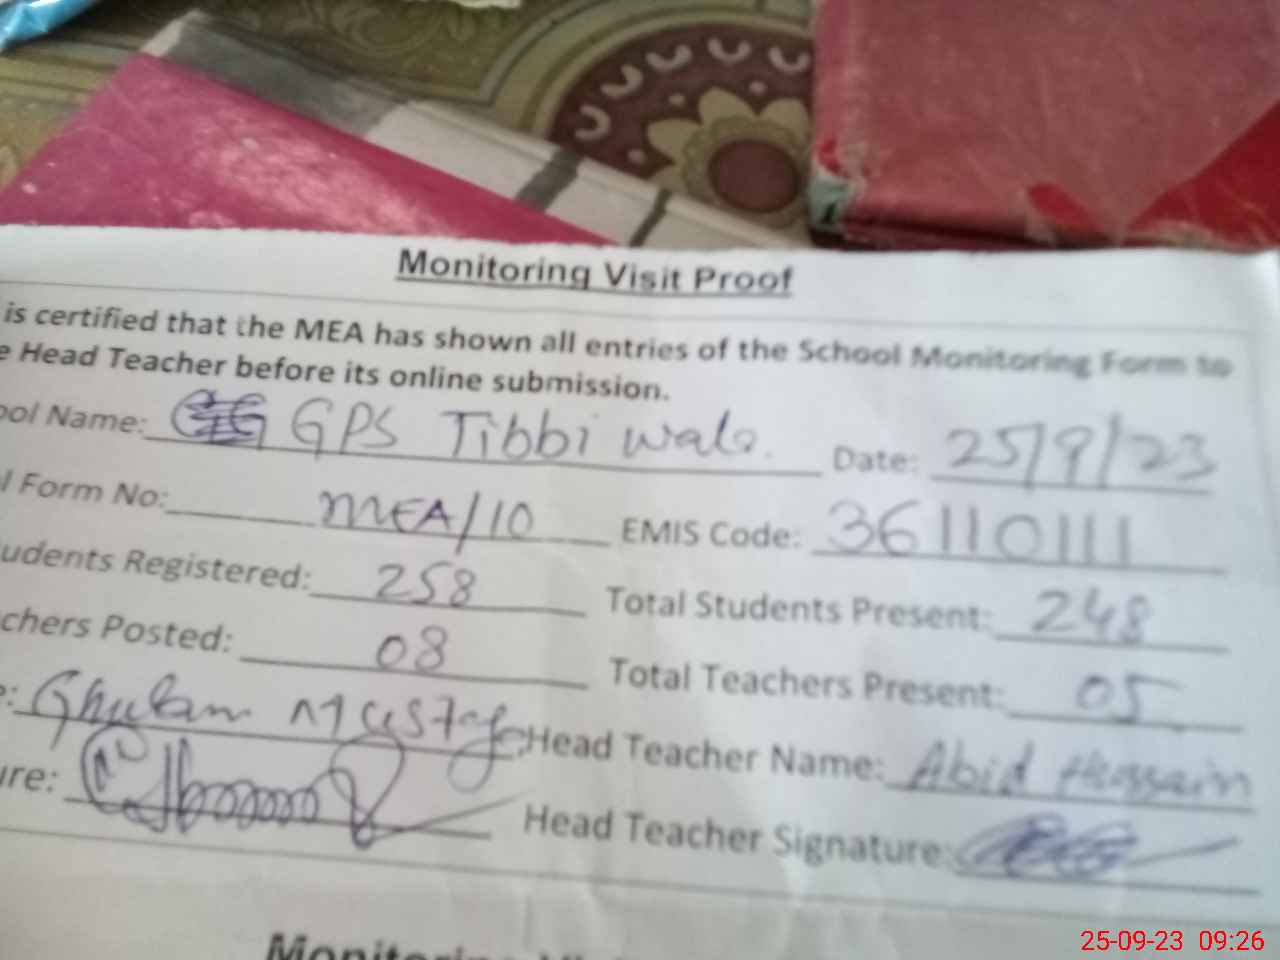 Monitoring Visit Proof
is certified that the MEA has shown all entries of the School Monitoring Form to
e Head Teacher before its online submission.
ool Name: GPS Tibbi wala. Date: 25/9/23
l Form No: MEA/10 EMIS Code: 36110111
udents Registered: 258 Total Students Present: 248
chers Posted: 08 Total Teachers Present: 05
e: Ghulam Mustafa Head Teacher Name: Abid Hussain
ure: Head Teacher Signature:
25-09-23 09:26